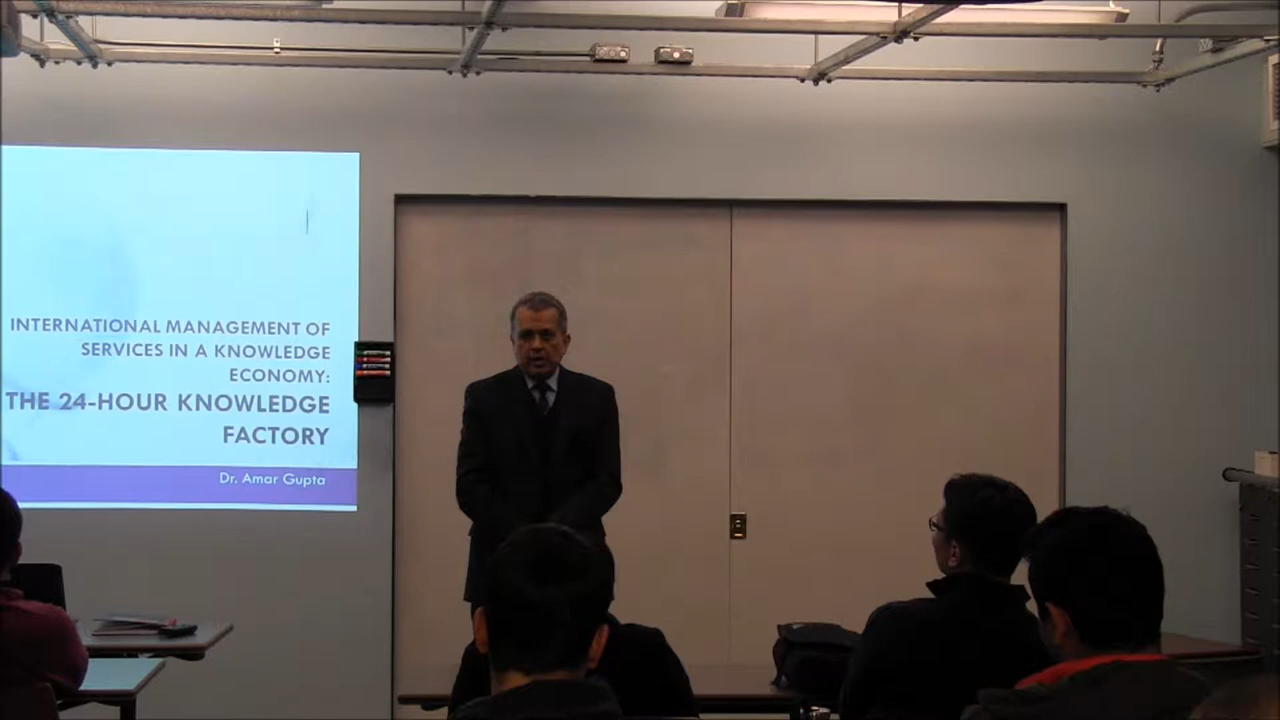 INTERNATIONAL MANAGEMENT OF
SERVICES IN A KNOWLEDGE
ECONOMY:
THE 24-HOUR KNOWLEDGE
FACTORY
Dr. Amar Gupta